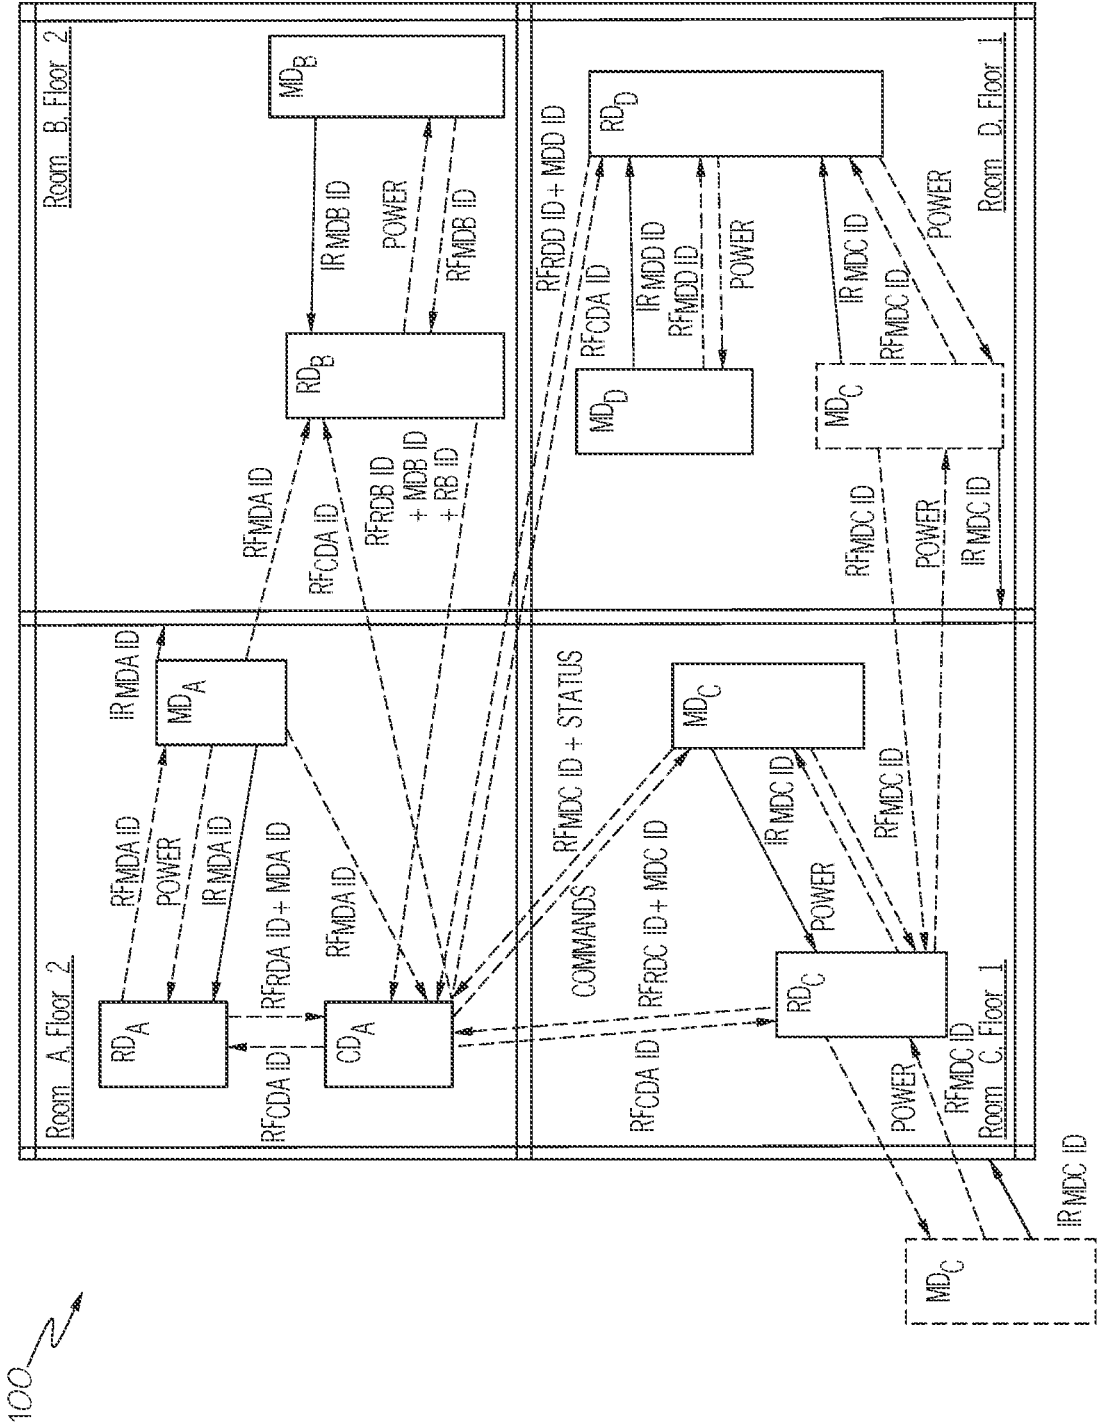 100
Room A, Floor 2
RDA
RFMDA ID
POWER
IR MDA ID
MDA
IR MDA ID
RFCDA ID
RFRDA ID+ MDA ID
CDA
RFMDA ID
Room B, Floor 2
RFMDA ID
RFCDA ID
RDB
RFRDB ID
+ MDB ID
+ RB ID
IR MDB ID
POWER
RFMDB ID
MDB
RFMDC ID + STATUS
COMMANDS
RFRDC ID+ MDC ID
RFCDA ID
MDC
IR MDC ID
POWER
RFMDC ID
RDC
POWER
RFMDC ID
Room C, Floor 1
MDC
IR MDC ID
RFRDD ID+ MDD ID
RFCDA ID
IR MDD ID
RFMDD ID
POWER
MDD
RDD
IR MDC ID
RFMDC ID
POWER
MDC
RFMDC ID
POWER
IR MDC ID
Room D, Floor 1